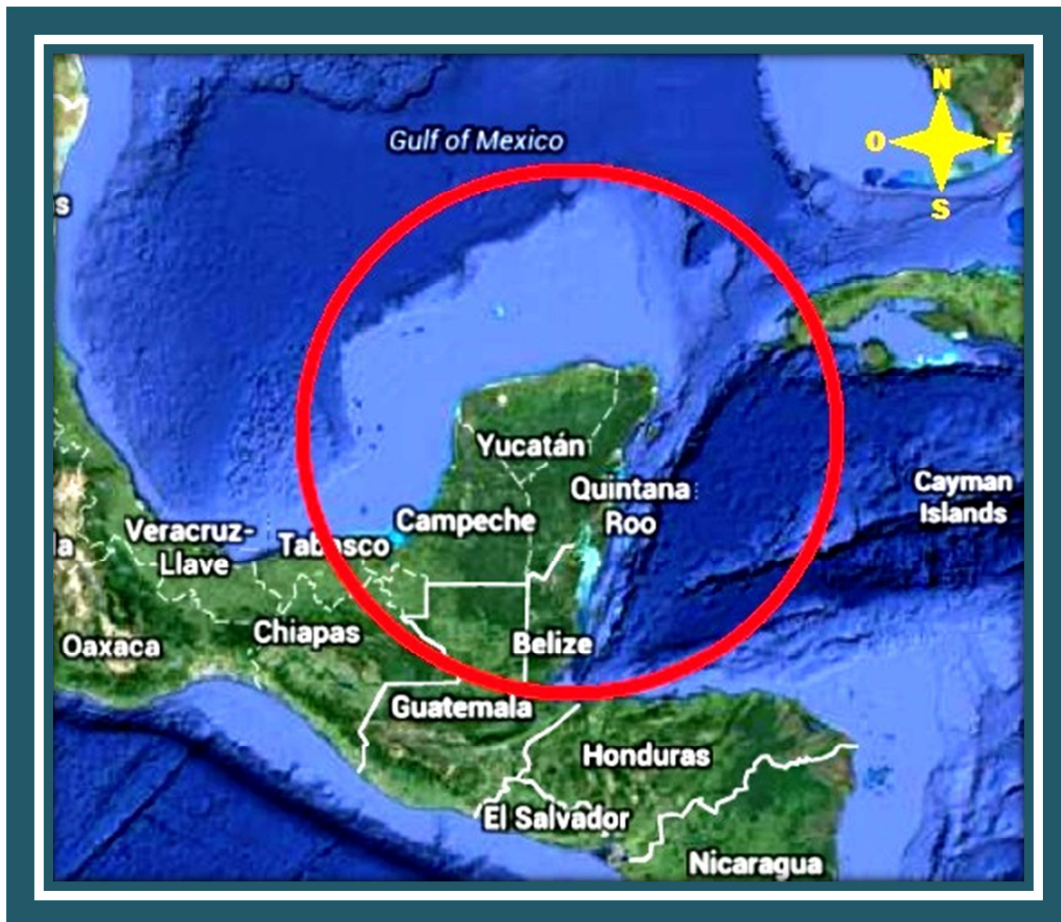 N
Gulf of Mexico
O
E
S
s
Yucatán
Quintana
Roo
Cayman
Islands
Campeche
Veracruz-
Llave
Tabasco
la
Chiapas
Oaxaca
Belize
Guatemala
Honduras
El Salvador
Nicaragua